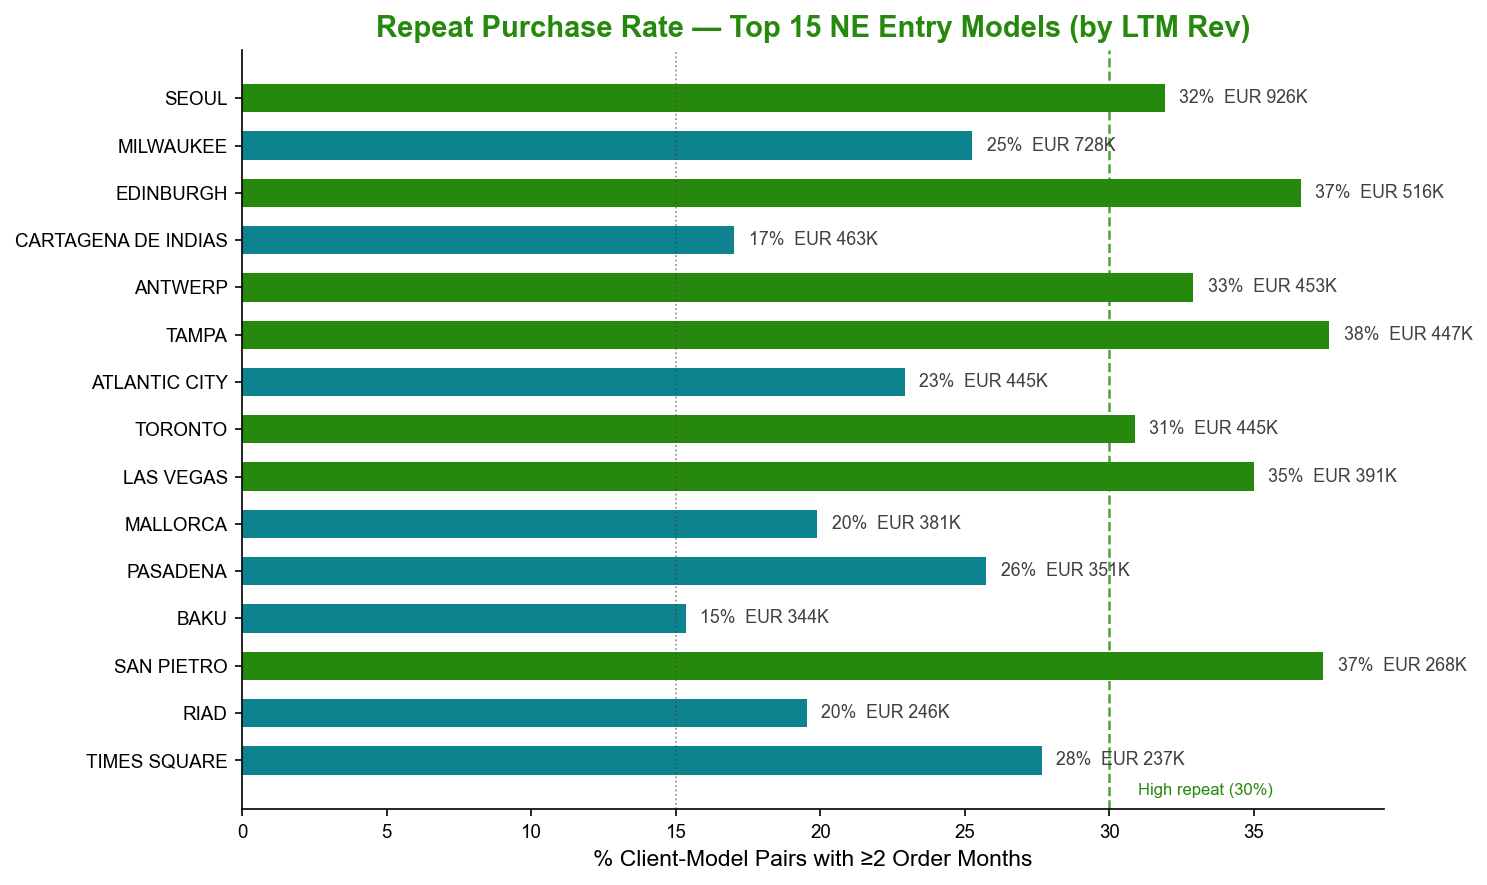 Repeat Purchase Rate — Top 15 NE Entry Models (by LTM Rev)
SEOUL 32% EUR 926K
MILWAUKEE 25% EUR 728K
EDINBURGH 37% EUR 516K
CARTAGENA DE INDIAS 17% EUR 463K
ANTWERP 33% EUR 453K
TAMPA 38% EUR 447K
ATLANTIC CITY 23% EUR 445K
TORONTO 31% EUR 445K
LAS VEGAS 35% EUR 391K
MALLORCA 20% EUR 381K
PASADENA 26% EUR 351K
BAKU 15% EUR 344K
SAN PIETRO 37% EUR 268K
RIAD 20% EUR 246K
TIMES SQUARE 28% EUR 237K
High repeat (30%)
0 5 10 15 20 25 30 35
% Client-Model Pairs with ≥2 Order Months